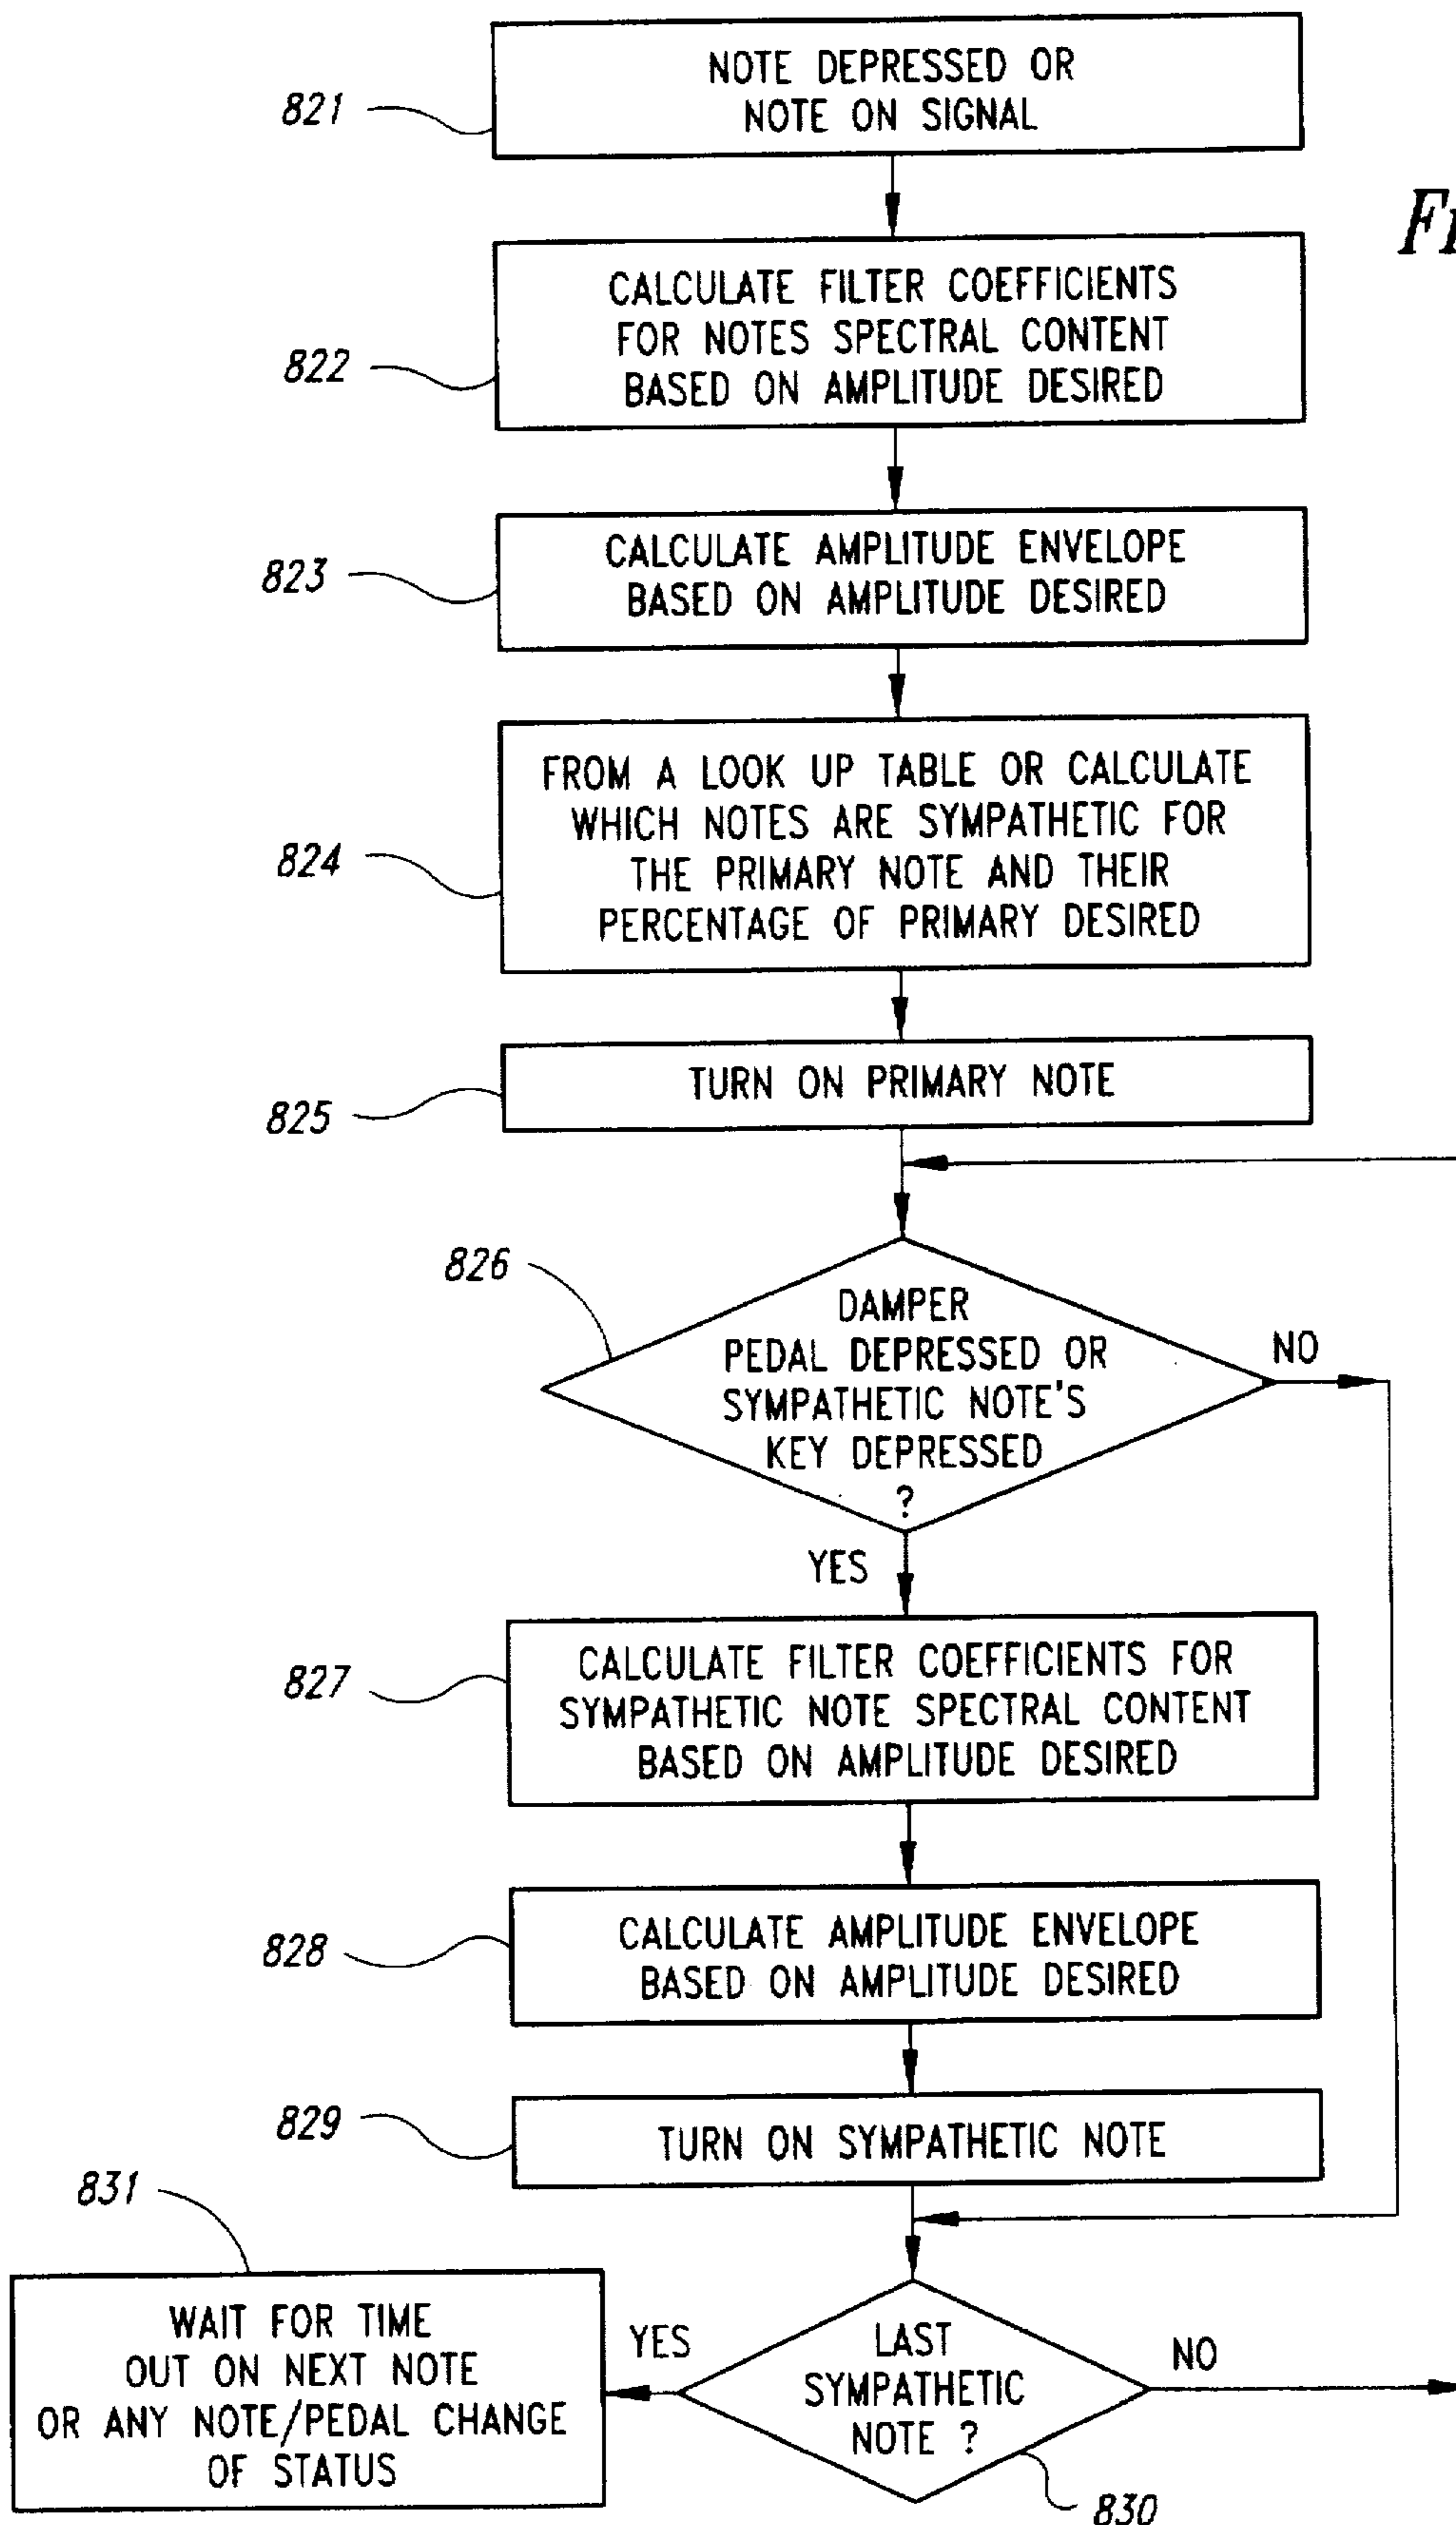 821
NOTE DEPRESSED OR
NOTE ON SIGNAL
822
CALCULATE FILTER COEFFICIENTS
FOR NOTES SPECTRAL CONTENT
BASED ON AMPLITUDE DESIRED
823
CALCULATE AMPLITUDE ENVELOPE
BASED ON AMPLITUDE DESIRED
824
FROM A LOOK UP TABLE OR CALCULATE
WHICH NOTES ARE SYMPATHETIC FOR
THE PRIMARY NOTE AND THEIR
PERCENTAGE OF PRIMARY DESIRED
825
TURN ON PRIMARY NOTE
826
DAMPER
PEDAL DEPRESSED OR
SYMPATHETIC NOTE'S
KEY DEPRESSED
?
NO
YES
827
CALCULATE FILTER COEFFICIENTS FOR
SYMPATHETIC NOTE SPECTRAL CONTENT
BASED ON AMPLITUDE DESIRED
828
CALCULATE AMPLITUDE ENVELOPE
BASED ON AMPLITUDE DESIRED
829
TURN ON SYMPATHETIC NOTE
831
WAIT FOR TIME
OUT ON NEXT NOTE
OR ANY NOTE/PEDAL CHANGE
OF STATUS
YES
LAST
SYMPATHETIC
NOTE ?
NO
830